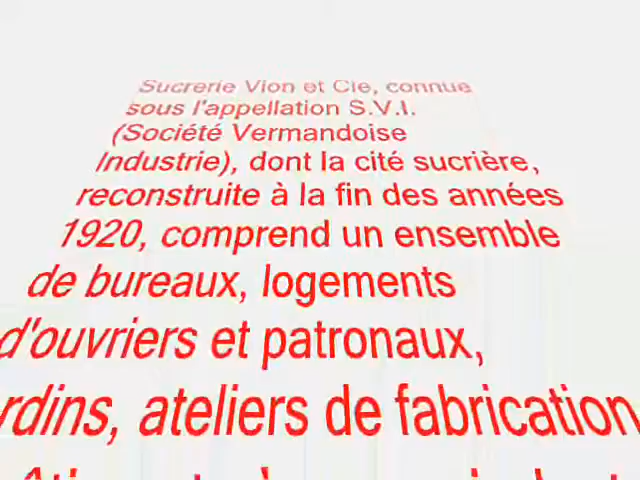 Sucrerie Vion et Cie, connue
sous l'appellation S.V.I.
(Société Vermandoise
Industrie), dont la cité sucrière,
reconstruite à la fin des années
1920, comprend un ensemble
de bureaux, logements
d'ouvriers et patronaux,
rdins, ateliers de fabrication